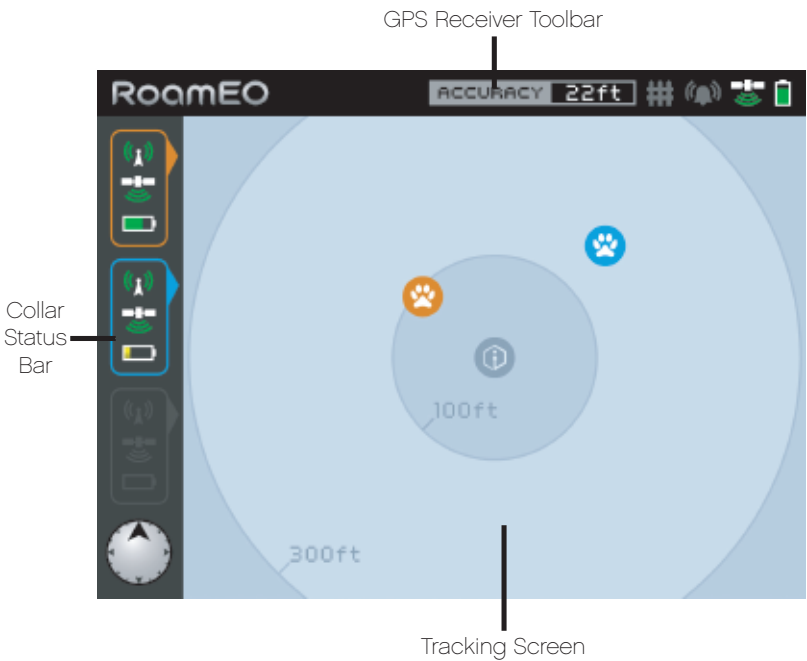 GPS Receiver Toolbar
RoamEO
ACCURACY 22ft
Collar
Status
Bar
100ft
300ft
Tracking Screen